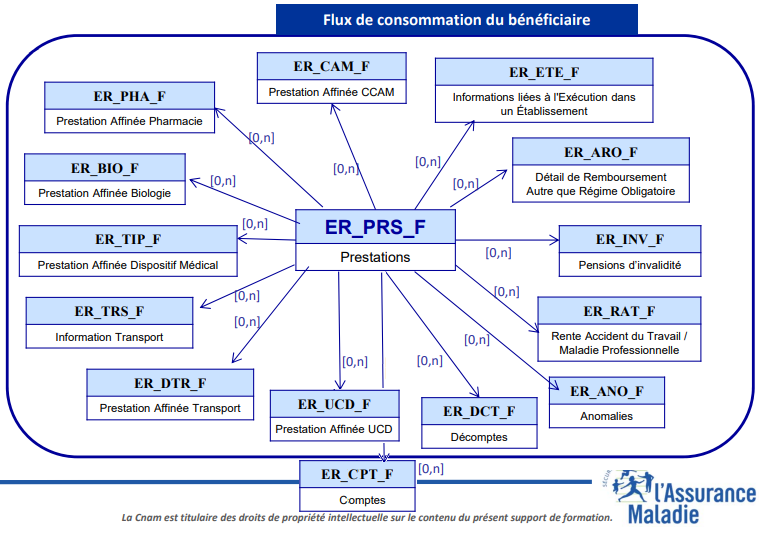 Flux de consommation du bénéficiaire
ER_CAM_F
Prestation Affinée CCAM
ER_ETE_F
Informations liées à l'Exécution dans
un Établissement
ER_PHA_F
Prestation Affinée Pharmacie
[0,n]
[0,n]
[0,n]
[0,n]
ER_ARO_F
Détail de Remboursement
Autre que Régime Obligatoire
ER_BIO_F
Prestation Affinée Biologie
[0,n]
ER_PRS_F
Prestations
[0,n]
ER_TIP_F
Prestation Affinée Dispositif Médical
[0,n]
ER_INV_F
Pensions d'invalidité
[0,n]
ER_TRS_F
Information Transport
[0,n]
[0,n]
ER_RAT_F
Rente Accident du Travail /
Maladie Professionnelle
ER_DTR_F
Prestation Affinée Transport
[0,n]
[0,n]
[0,n]
ER_UCD_F
Prestation Affinée UCD
ER_DCT_F
Décomptes
ER_ANO_F
Anomalies
ER_CPT_F
Comptes
[0,n]
La Cnam est titulaire des droits de propriété intellectuelle sur le contenu du présent support de formation.
SÉCUR
l'Assurance
Maladie